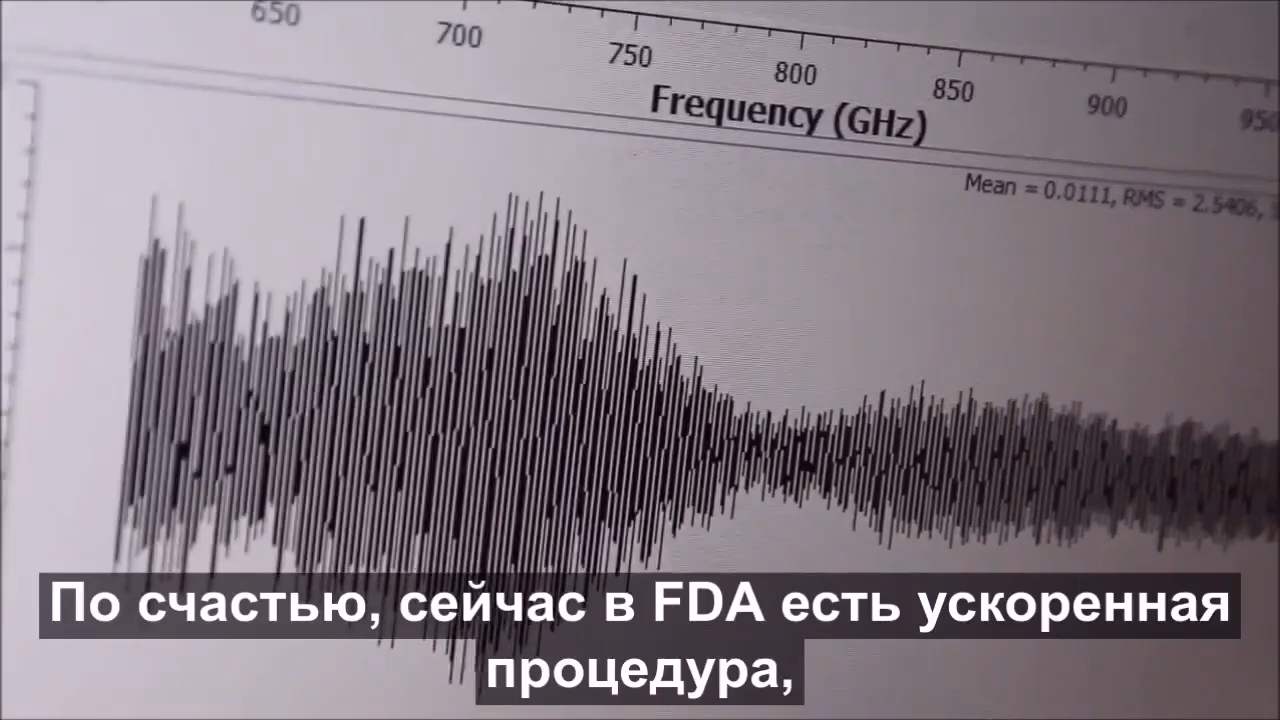 650 700 750 800 850 900 950
Frequency (GHz)
Mean = 0.0111, RMS = 2.5406,
По счастью, сейчас в FDA есть ускоренная
процедура,